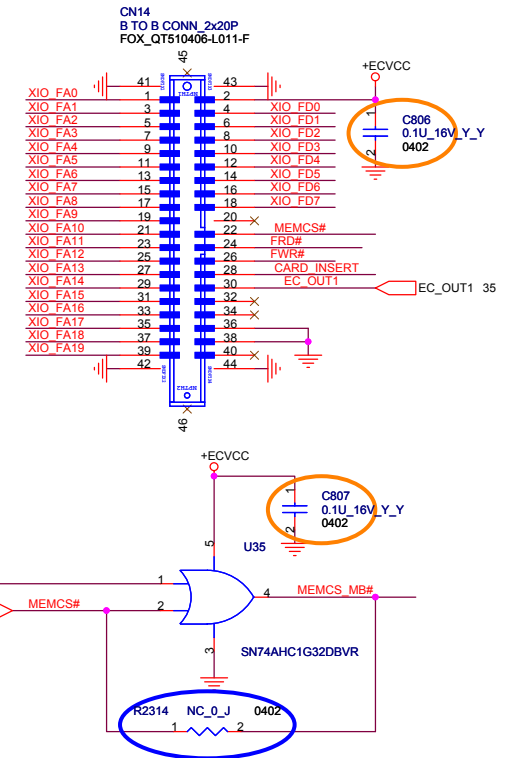 CN14
B TO B CONN_2x20P
FOX_QT510406-L011-F
45
+ECVCC
41 43
XIO_FA0 1 2
XIO_FA1 3 4 XIO_FD0
XIO_FA2 5 6 XIO_FD1
XIO_FA3 7 8 XIO_FD2
XIO_FA4 9 10 XIO_FD3
XIO_FA5 11 12 XIO_FD4
XIO_FA6 13 14 XIO_FD5
XIO_FA7 15 16 XIO_FD6
XIO_FA8 17 18 XIO_FD7
XIO_FA9 19 20
XIO_FA10 21 22 MEMCS#
XIO_FA11 23 24 FRD#
XIO_FA12 25 26 FWR#
XIO_FA13 27 28 CARD_INSERT
XIO_FA14 29 30 EC_OUT1 EC_OUT1 35
XIO_FA15 31 32
XIO_FA16 33 34
XIO_FA17 35 36
XIO_FA18 37 38
XIO_FA19 39 40
42 44
46
1
C806
0.1U_16V_Y_Y
2
0402
+ECVCC
1
C807
0.1U_16V_Y_Y
2
0402
5
U35
1
4 MEMCS_MB#
MEMCS# 2
3
SN74AHC1G32DBVR
R2314 NC_0_J 0402
1 2